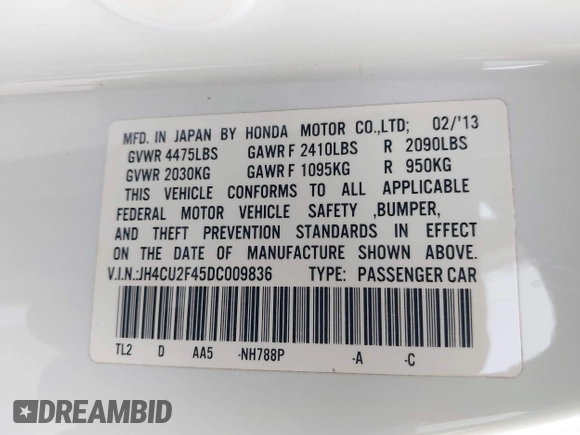 MFD. IN JAPAN BY HONDA MOTOR CO.,LTD; 02/'13
GVWR 4475LBS GAWR F 2410LBS R 2090LBS
GVWR 2030KG GAWR F 1095KG R 950KG
THIS VEHICLE CONFORMS TO ALL APPLICABLE
FEDERAL MOTOR VEHICLE SAFETY ,BUMPER,
AND THEFT PREVENTION STANDARDS IN EFFECT
ON THE DATE OF MANUFACTURE SHOWN ABOVE.
V.I.N.:JH4CU2F45DC009836 TYPE: PASSENGER CAR
TL2 D AA5 -NH788P -A -C
DREAMBID